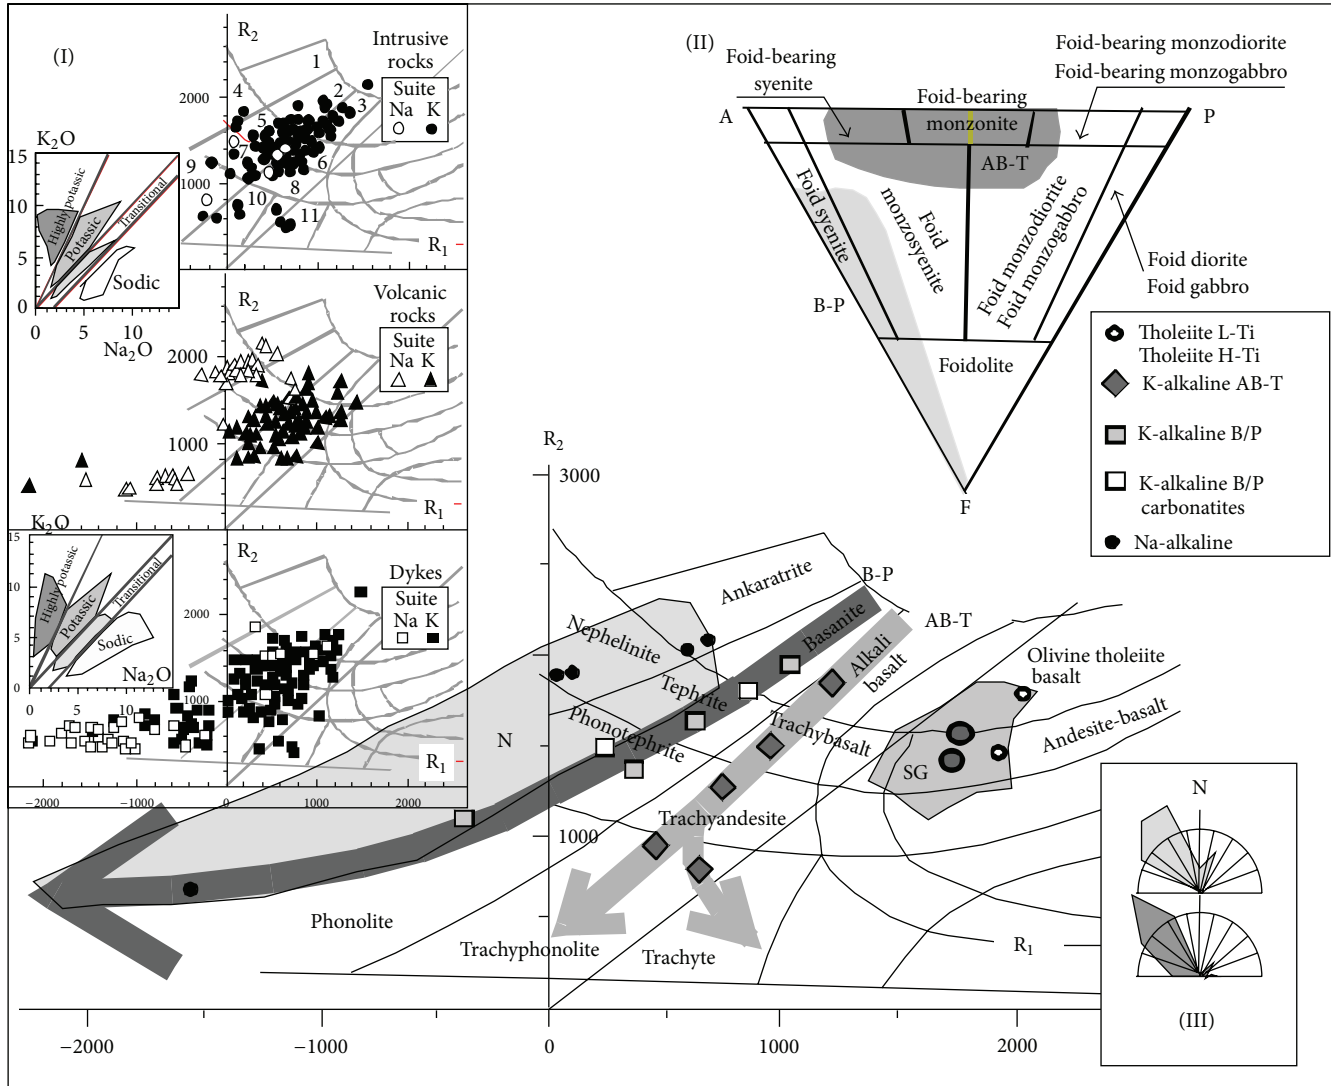 (I)
R2
Intrusive
rocks
Suite
Na K
1
2
3
4
5
6
7
8
9
10
11
2000
1000
R1
K2O
15
10
5
0
Highly potassic
Potassic
Transitional
Sodic
0 5 10
Na2O
R2
Volcanic
rocks
Suite
Na K
2000
1000
R1
K2O
15
10
5
0
Highly potassic
Potassic
Transitional
Sodic
Na2O
0 5 10
R2
Dykes
Suite
Na K
2000
1000
R1
−2000 −1000 0 1000 2000
(II)
Foid-bearing
syenite
Foid-bearing monzodiorite
Foid-bearing monzogabbro
Foid-bearing
monzonite
A
P
AB-T
Foid syenite
Foid
monzosyenite
Foid monzodiorite
Foid monzogabbro
Foid diorite
Foid gabbro
B-P
Foidolite
F
Tholeiite L-Ti
Tholeiite H-Ti
K-alkaline AB-T
K-alkaline B/P
K-alkaline B/P
carbonatites
Na-alkaline
R2
3000
1000
Ankaratrite
B-P
Nephelinite
Basanite
AB-T
Tephrite
Alkali
basalt
Olivine tholeiite
basalt
Phonotephrite
Trachybasalt
Andesite-basalt
N
SG
Trachyandesite
Phonolite
Trachyphonolite
Trachyte
R1
−2000 −1000 0 1000 2000
N
(III)